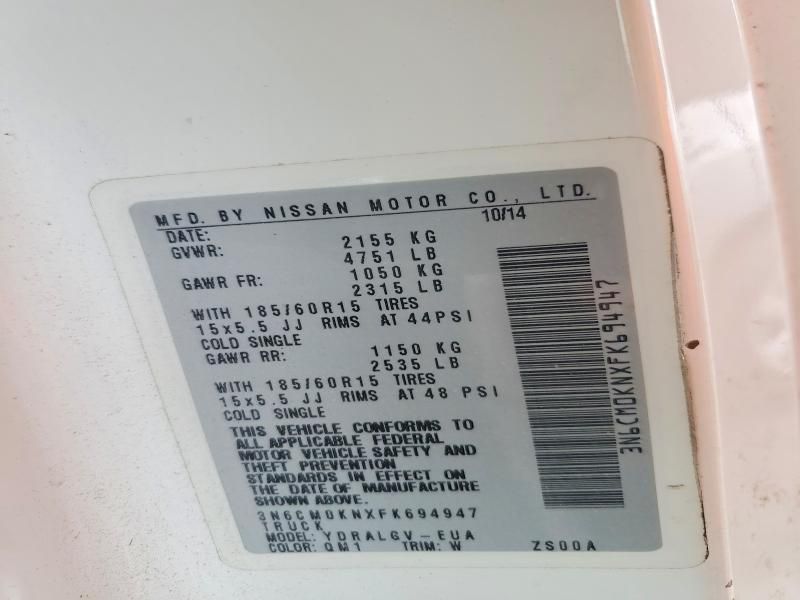 MFD. BY NISSAN MOTOR CO., LTD.
DATE: 10/14
GVWR: 2155 KG
4751 LB
GAWR FR: 1050 KG
2315 LB
WITH 185/60R15 TIRES
15x5.5 JJ RIMS AT 44PSI
COLD SINGLE
GAWR RR: 1150 KG
2535 LB
WITH 185/60R15 TIRES
15x5.5 JJ RIMS AT 48 PSI
COLD SINGLE
THIS VEHICLE CONFORMS TO
ALL APPLICABLE FEDERAL
MOTOR VEHICLE SAFETY AND
THEFT PREVENTION
STANDARDS IN EFFECT ON
THE DATE OF MANUFACTURE
SHOWN ABOVE.
3N6CM0KNXFK694947
TRUCK
MODEL: YDRALGV-EUA
COLOR: QM1 TRIM: W ZS00A
3N6CM0KNXFK694947